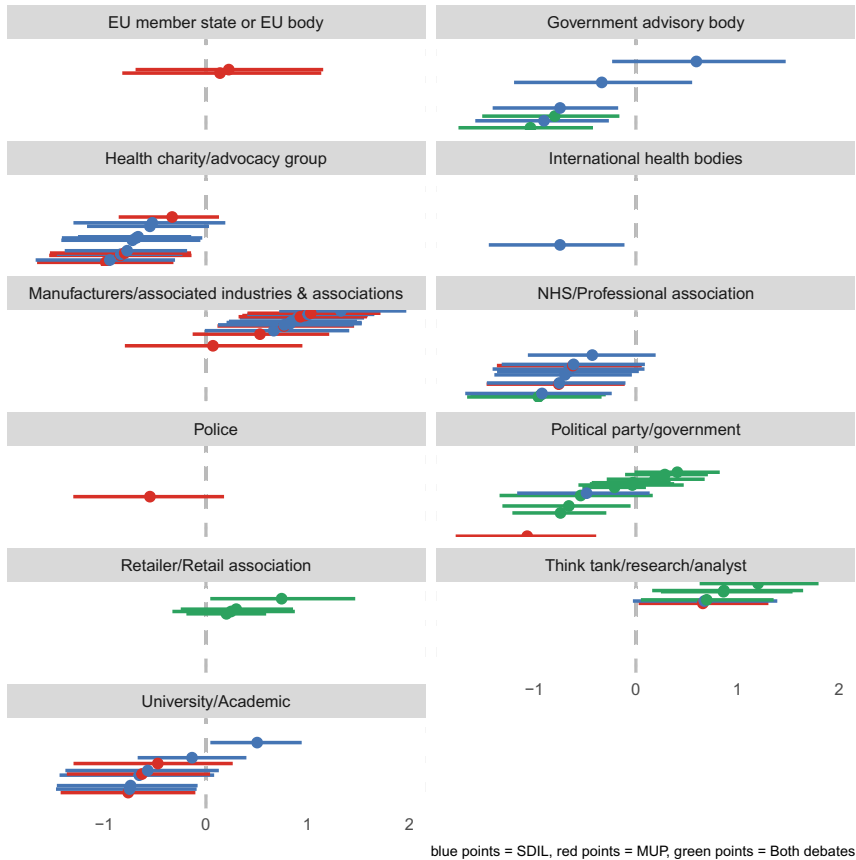 EU member state or EU body
Government advisory body
Health charity/advocacy group
International health bodies
Manufacturers/associated industries & associations
NHS/Professional association
Police
Political party/government
Retailer/Retail association
Think tank/research/analyst
−1 0 1 2
University/Academic
−1 0 1 2
blue points = SDIL, red points = MUP, green points = Both debates